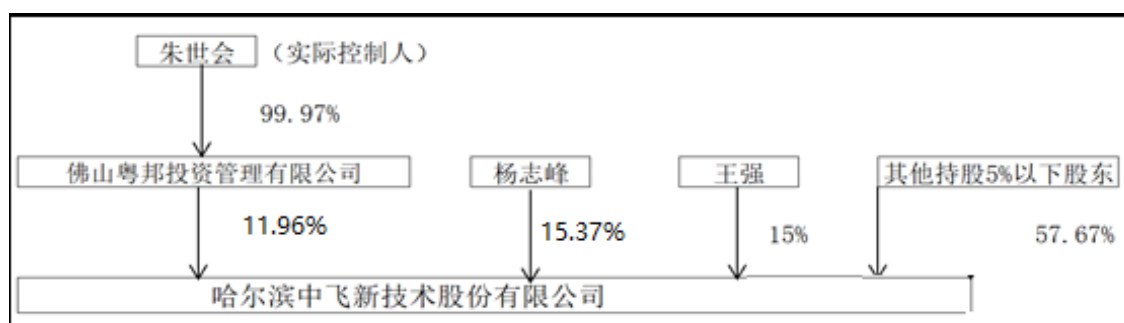 朱世会 （实际控制人）
99.97%
佛山粤邦投资管理有限公司 杨志峰 王强 其他持股5%以下股东
11.96% 15.37% 15% 57.67%
哈尔滨中飞新技术股份有限公司